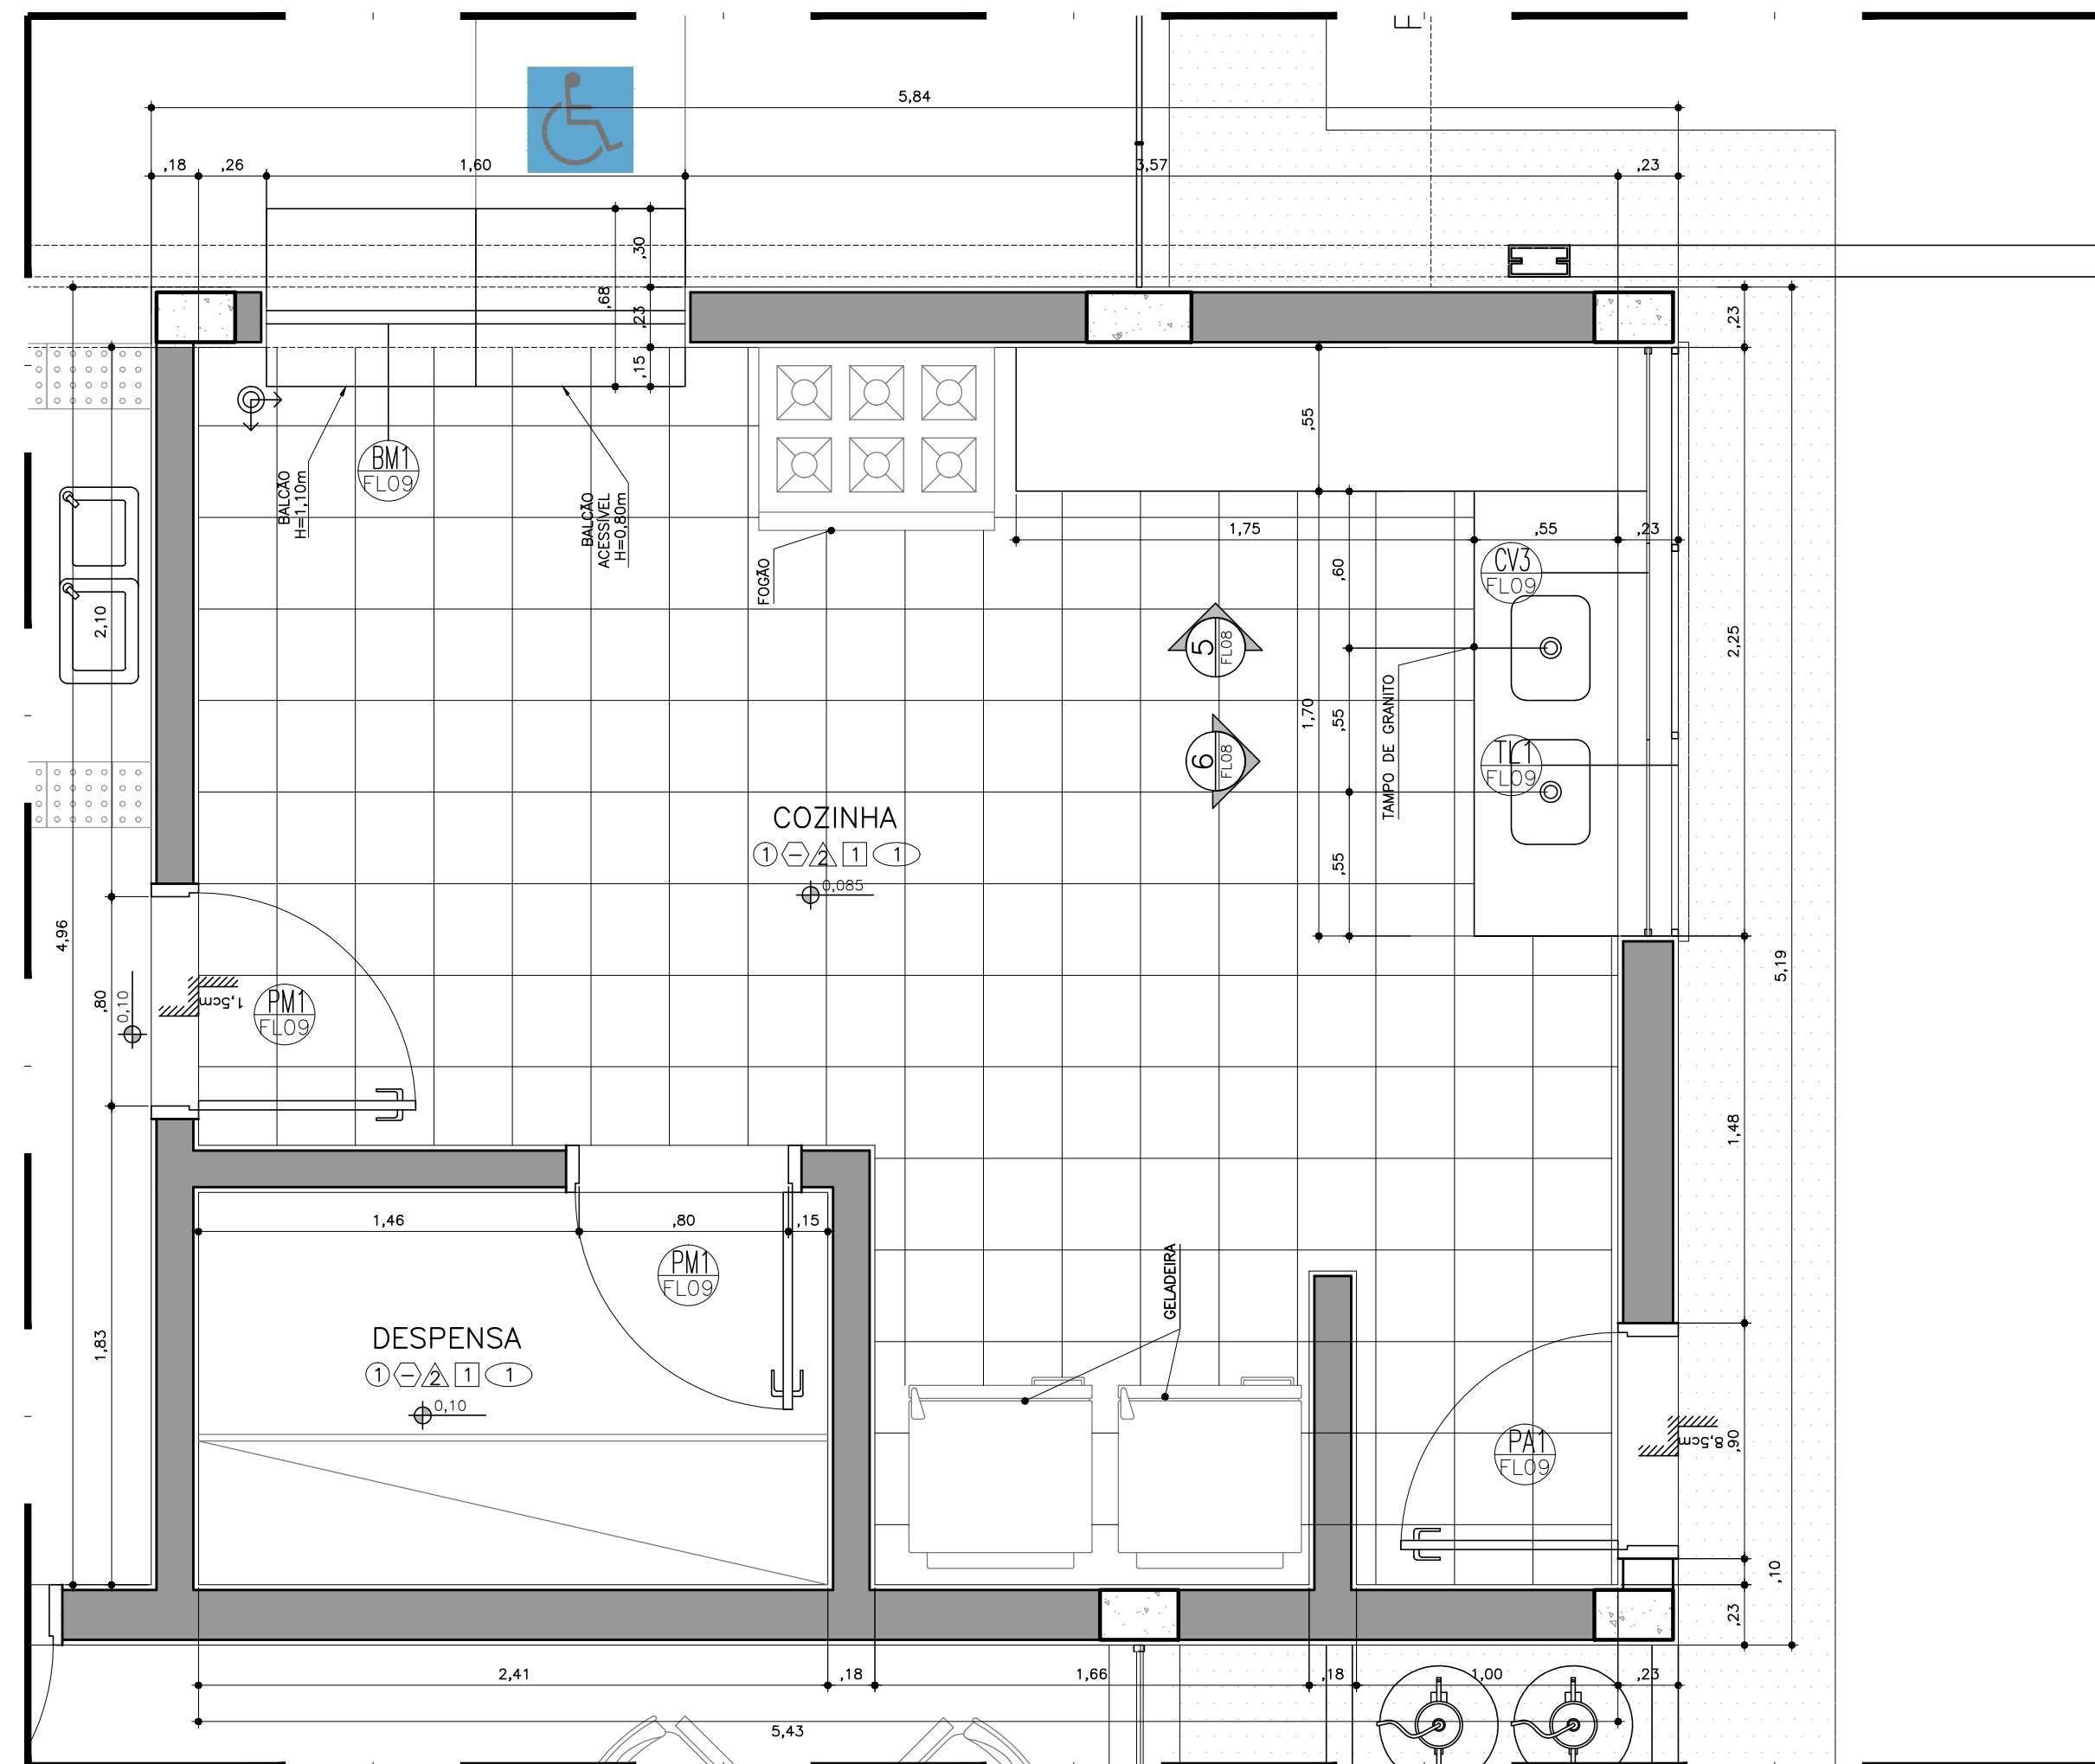 5,84
,18
,26
1,60
3,57
,23
,30
,68
,23
,15
,23
,55
BM1
FL09
BALCÃO
H=1,10m
BALCÃO
ACESSÍVEL
H=0,80m
FOGÃO
1,75
,55
,23
CV3
FL09
,60
2,10
5
FL08
2,25
1,70
,55
TAMPO DE GRANITO
6
FL08
TL1
FL09
COZINHA
1
2
1
1
0,085
,55
4,96
5,19
,80
0,10
1,5cm
PM1
FL09
1,48
1,46
,80
,15
PM1
FL09
GELADEIRA
DESPENSA
1
2
1
1
0,10
1,83
PA1
FL09
8,5cm
,90
,10
,23
2,41
,18
1,66
,18
1,00
,23
5,43